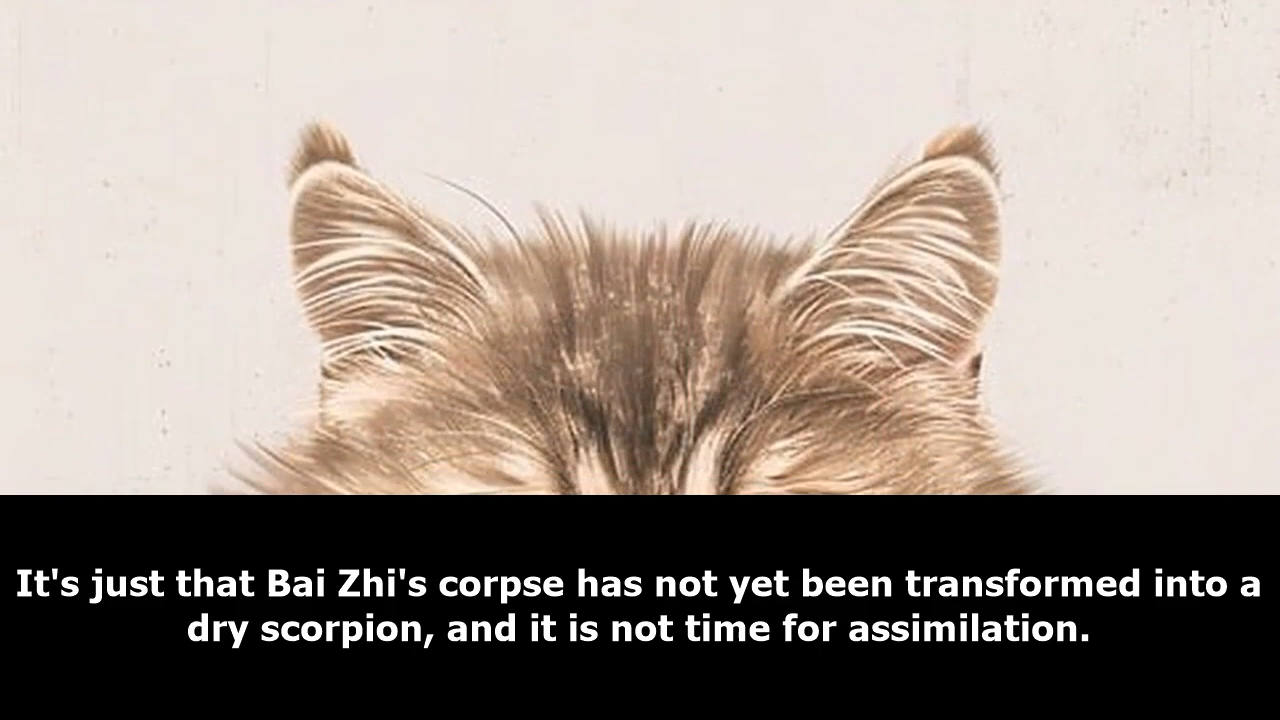 It's just that Bai Zhi's corpse has not yet been transformed into a
dry scorpion, and it is not time for assimilation.